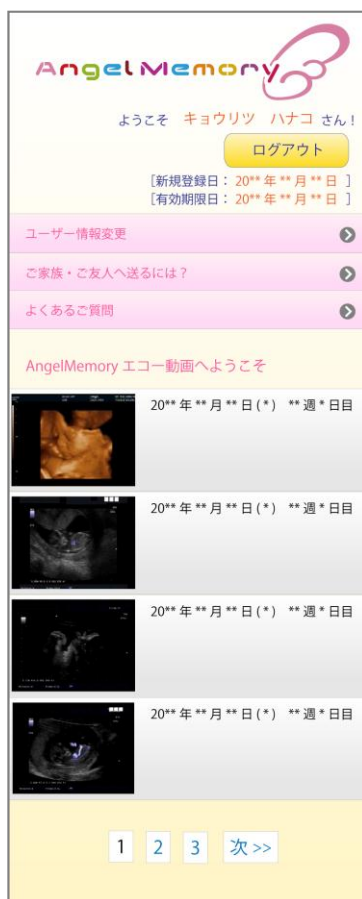 AngelMemory
ようこそ キョウリツ ハナコ さん！
ログアウト
[新規登録日： 20** 年 ** 月 ** 日 ]
[有効期限日： 20** 年 ** 月 ** 日 ]
ユーザー情報変更
ご家族・ご友人へ送るには？
よくあるご質問
AngelMemory エコー動画へようこそ
20** 年 ** 月 ** 日 ( * ) ** 週 * 日目
20** 年 ** 月 ** 日 ( * ) ** 週 * 日目
20** 年 ** 月 ** 日 ( * ) ** 週 * 日目
20** 年 ** 月 ** 日 ( * ) ** 週 * 日目
1 2 3 次 >>